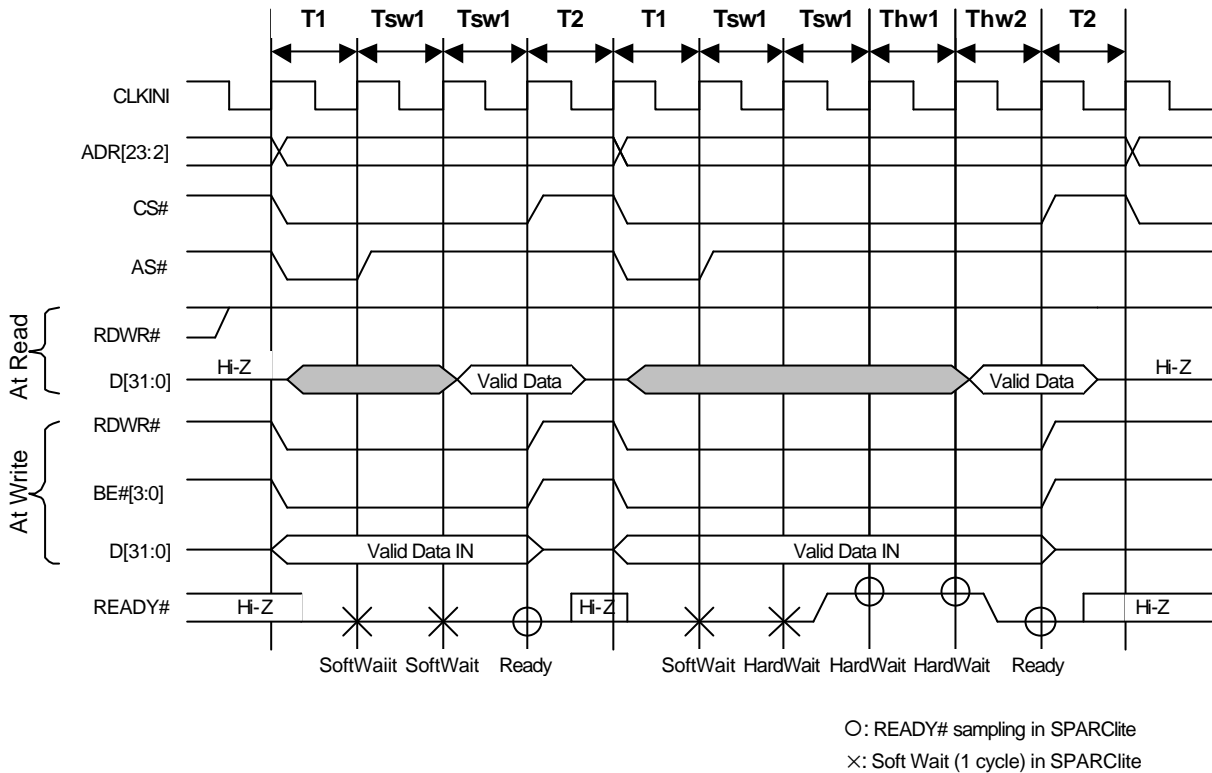 T1 Tsw1 Tsw1 T2 T1 Tsw1 Tsw1 Thw1 Thw2 T2
CLKINI
ADR[23:2]
CS#
AS#
At Read
RDWR#
Hi-Z
D[31:0]
Valid Data
Valid Data
Hi-Z
At Write
RDWR#
BE#[3:0]
D[31:0]
Valid Data IN
Valid Data IN
READY#
Hi-Z
Hi-Z
Hi-Z
SoftWaiit SoftWait Ready SoftWait HardWait HardWait HardWait Ready
O: READY# sampling in SPARClite
×: Soft Wait (1 cycle) in SPARClite